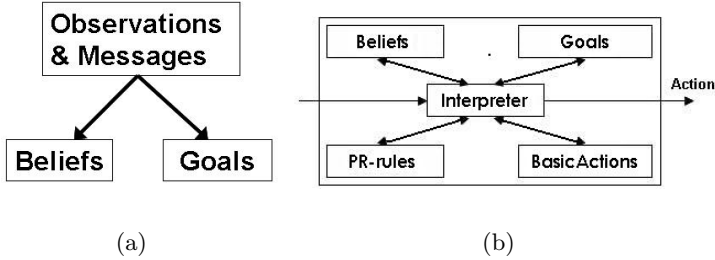 Observations
& Messages
Beliefs
Goals
(a)
Beliefs
Goals
Interpreter
Action
PR-rules
BasicActions
(b)